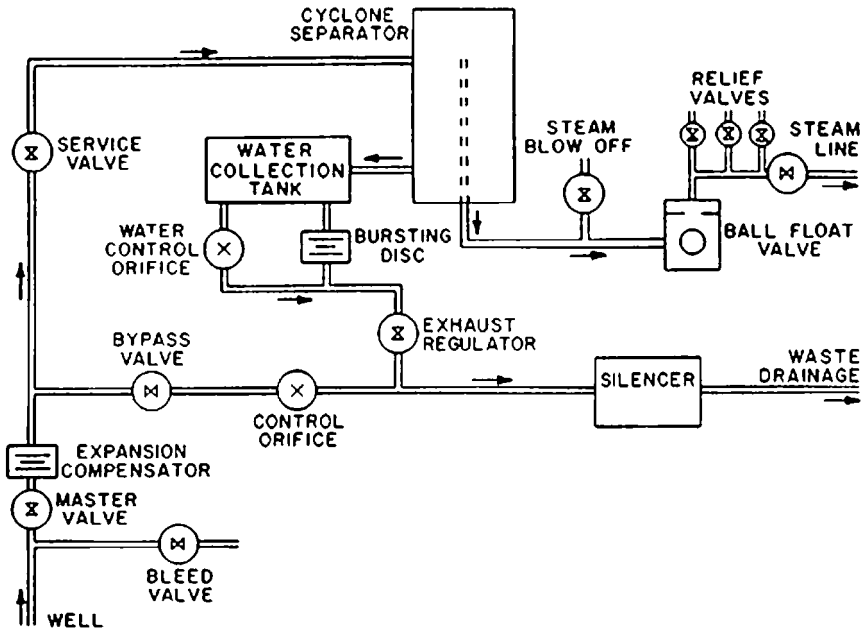 CYCLONE
SEPARATOR
RELIEF
VALVES
STEAM
LINE
STEAM
BLOW OFF
SERVICE
VALVE
WATER
COLLECTION
TANK
WATER
CONTROL
ORIFICE
BURSTING
DISC
BALL FLOAT
VALVE
BYPASS
VALVE
EXHAUST
REGULATOR
CONTROL
ORIFICE
SILENCER
WASTE
DRAINAGE
EXPANSION
COMPENSATOR
MASTER
VALVE
BLEED
VALVE
WELL